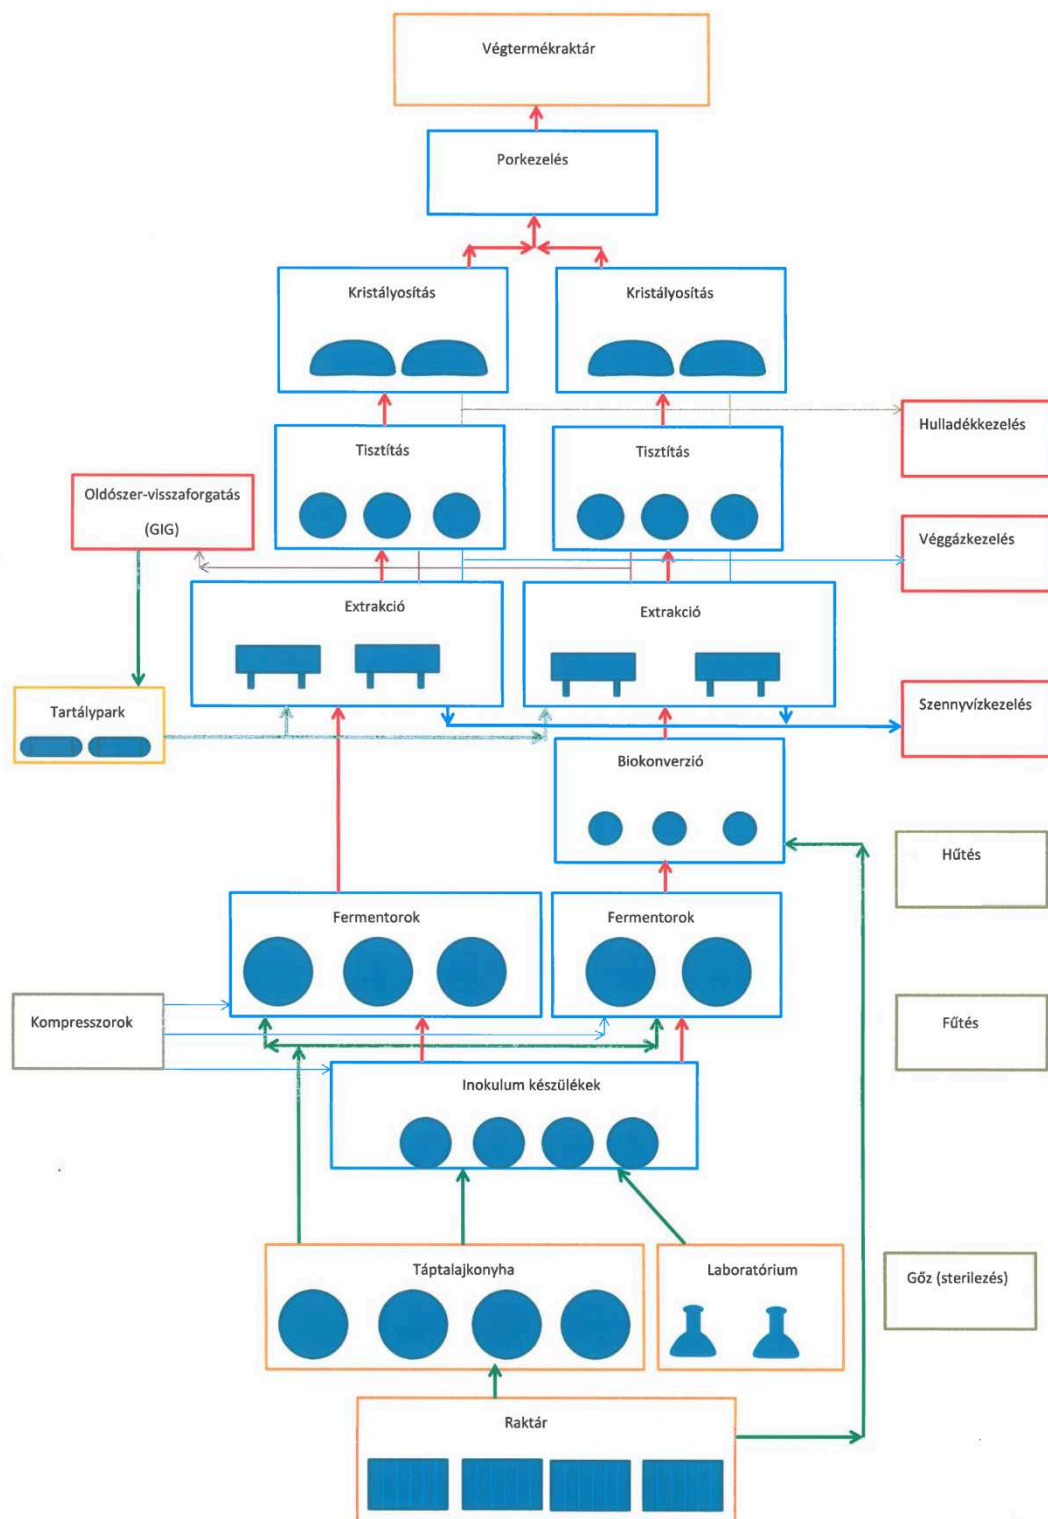 Végtermékraktár
Porkezelés
Kristályosítás
Kristályosítás
Tisztítás
Tisztítás
Hulladékkezelés
Oldószer-visszaforgatás
(GIG)
Véggázkezelés
Extrakció
Extrakció
Tartálypark
Szennyvízkezelés
Biokonverzió
Hűtés
Fermentorok
Fermentorok
Kompresszorok
Fűtés
Inokulum készülékek
Táptalajkonyha
Laboratórium
Gőz (sterilezés)
Raktár